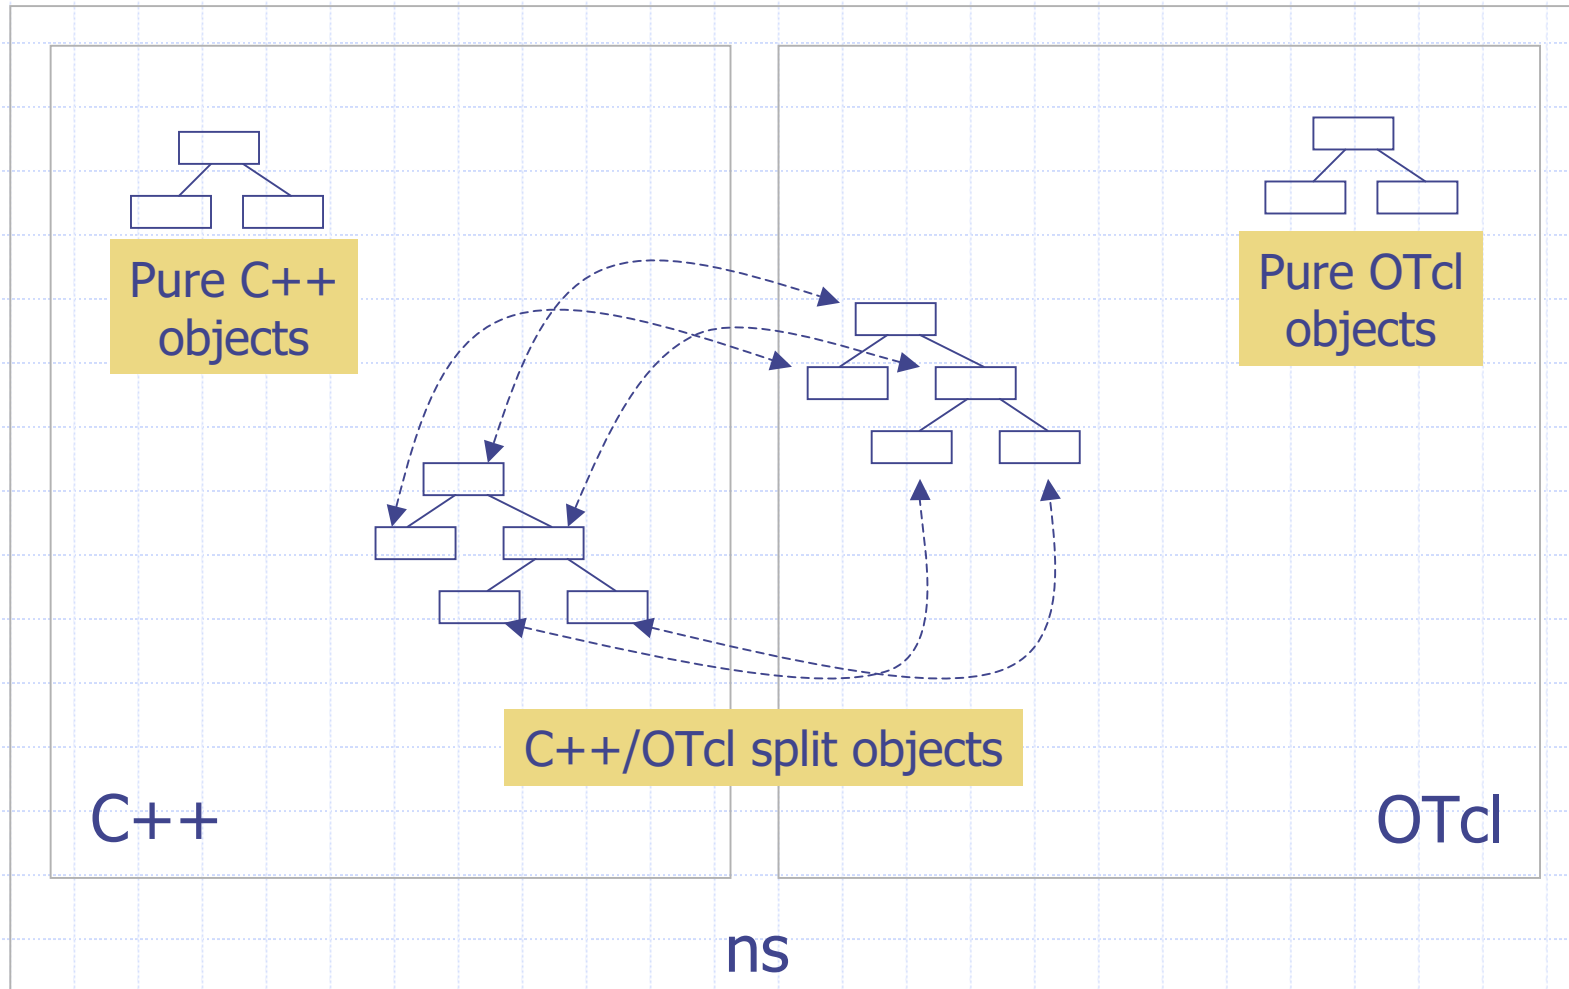 Pure C++
objects
Pure OTcl
objects
C++/OTcl split objects
C++
OTcl
ns